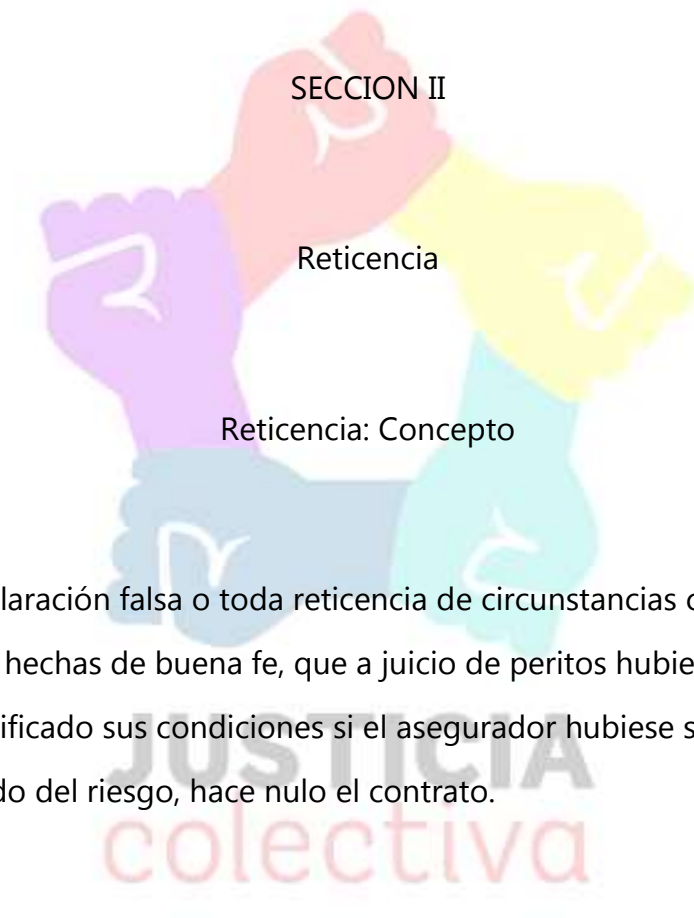 SECCION II
Reticencia
Reticencia: Concepto
laración falsa o toda reticencia de circunstancias
hechas de buena fe, que a juicio de peritos hubie
ificado sus condiciones si el asegurador hubiese s
JUSTICIA
do del riesgo, hace nulo el contrato.
colectiva